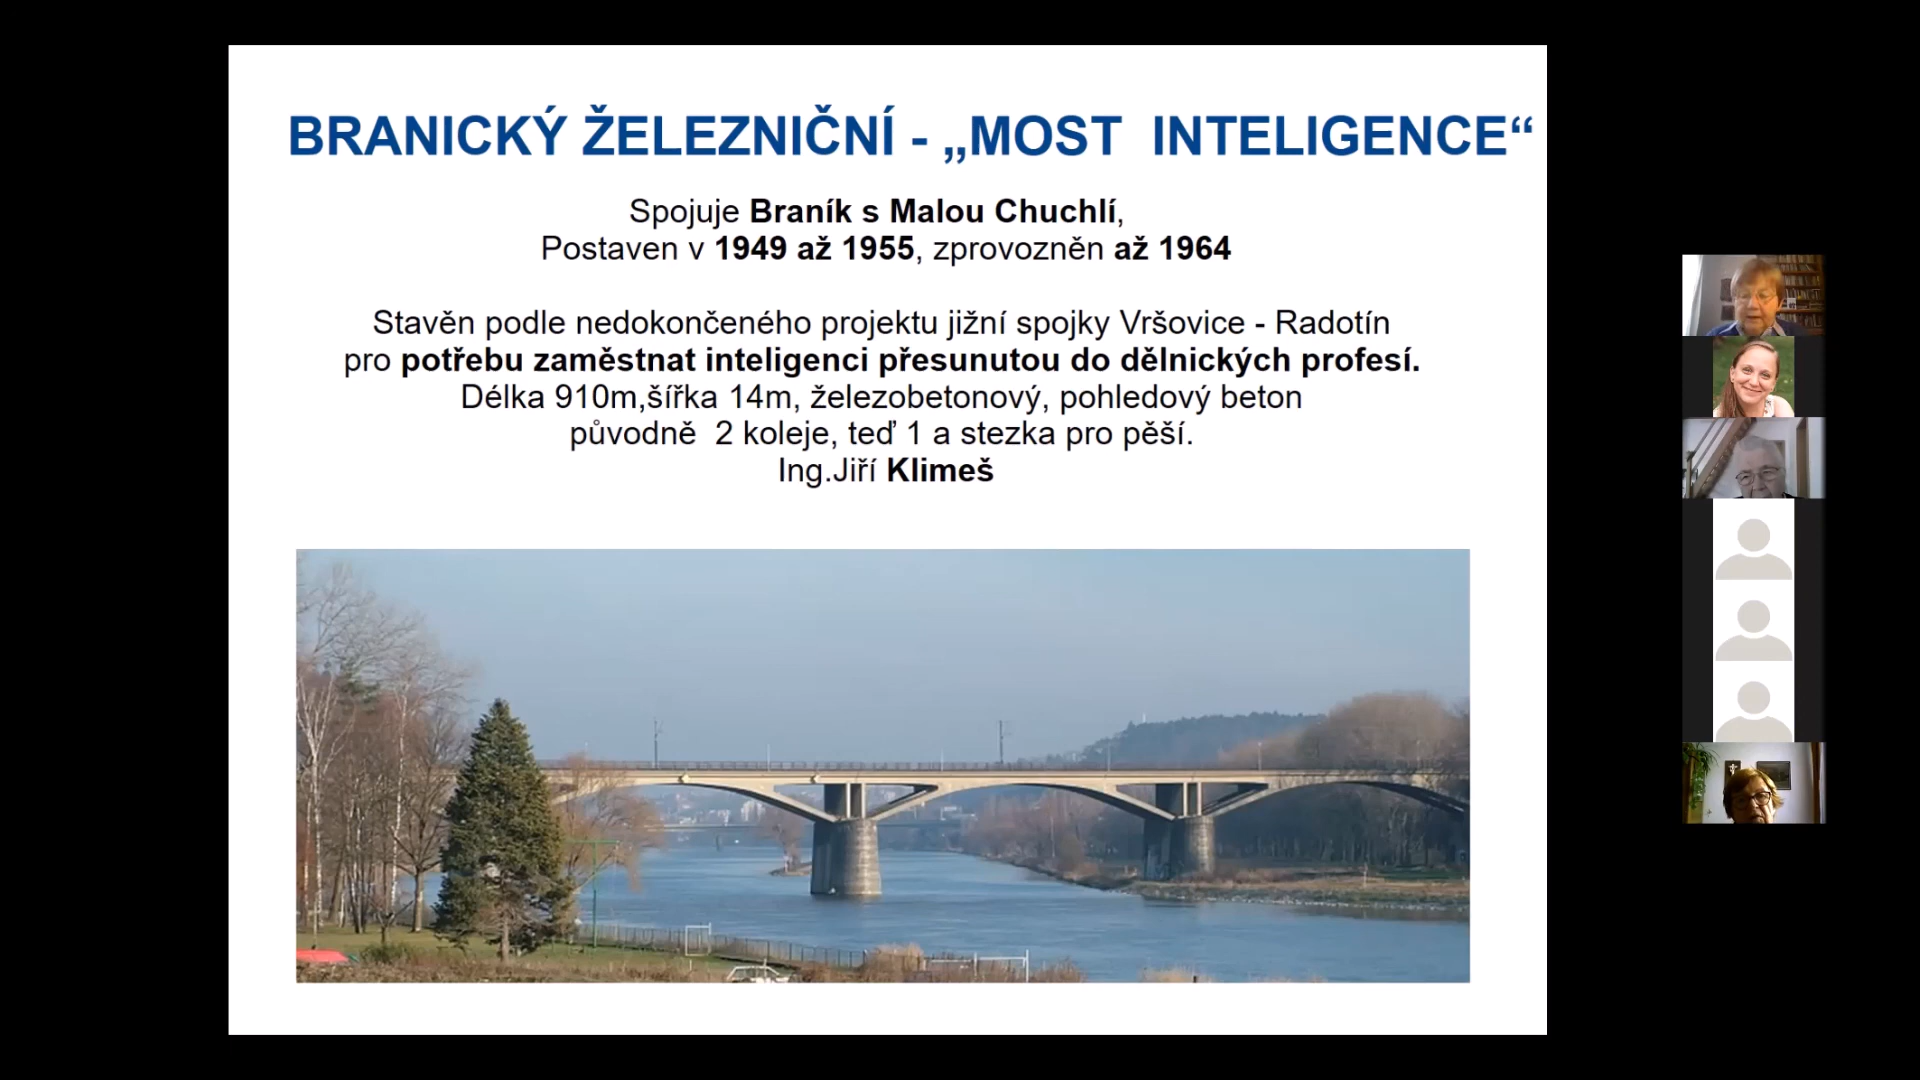 BRANICKÝ ŽELEZNIČNÍ - „MOST  INTELIGENCE“
Spojuje Braník s Malou Chuchlí,
Postaven v 1949 až 1955, zprovozněn až 1964
Stavěn podle nedokončeného projektu jižní spojky Vršovice - Radotín
pro potřebu zaměstnat inteligenci přesunutou do dělnických profesí.
Délka 910m,šířka 14m, železobetonový, pohledový beton
původně  2 koleje, teď 1 a stezka pro pěší.
Ing.Jiří Klimeš